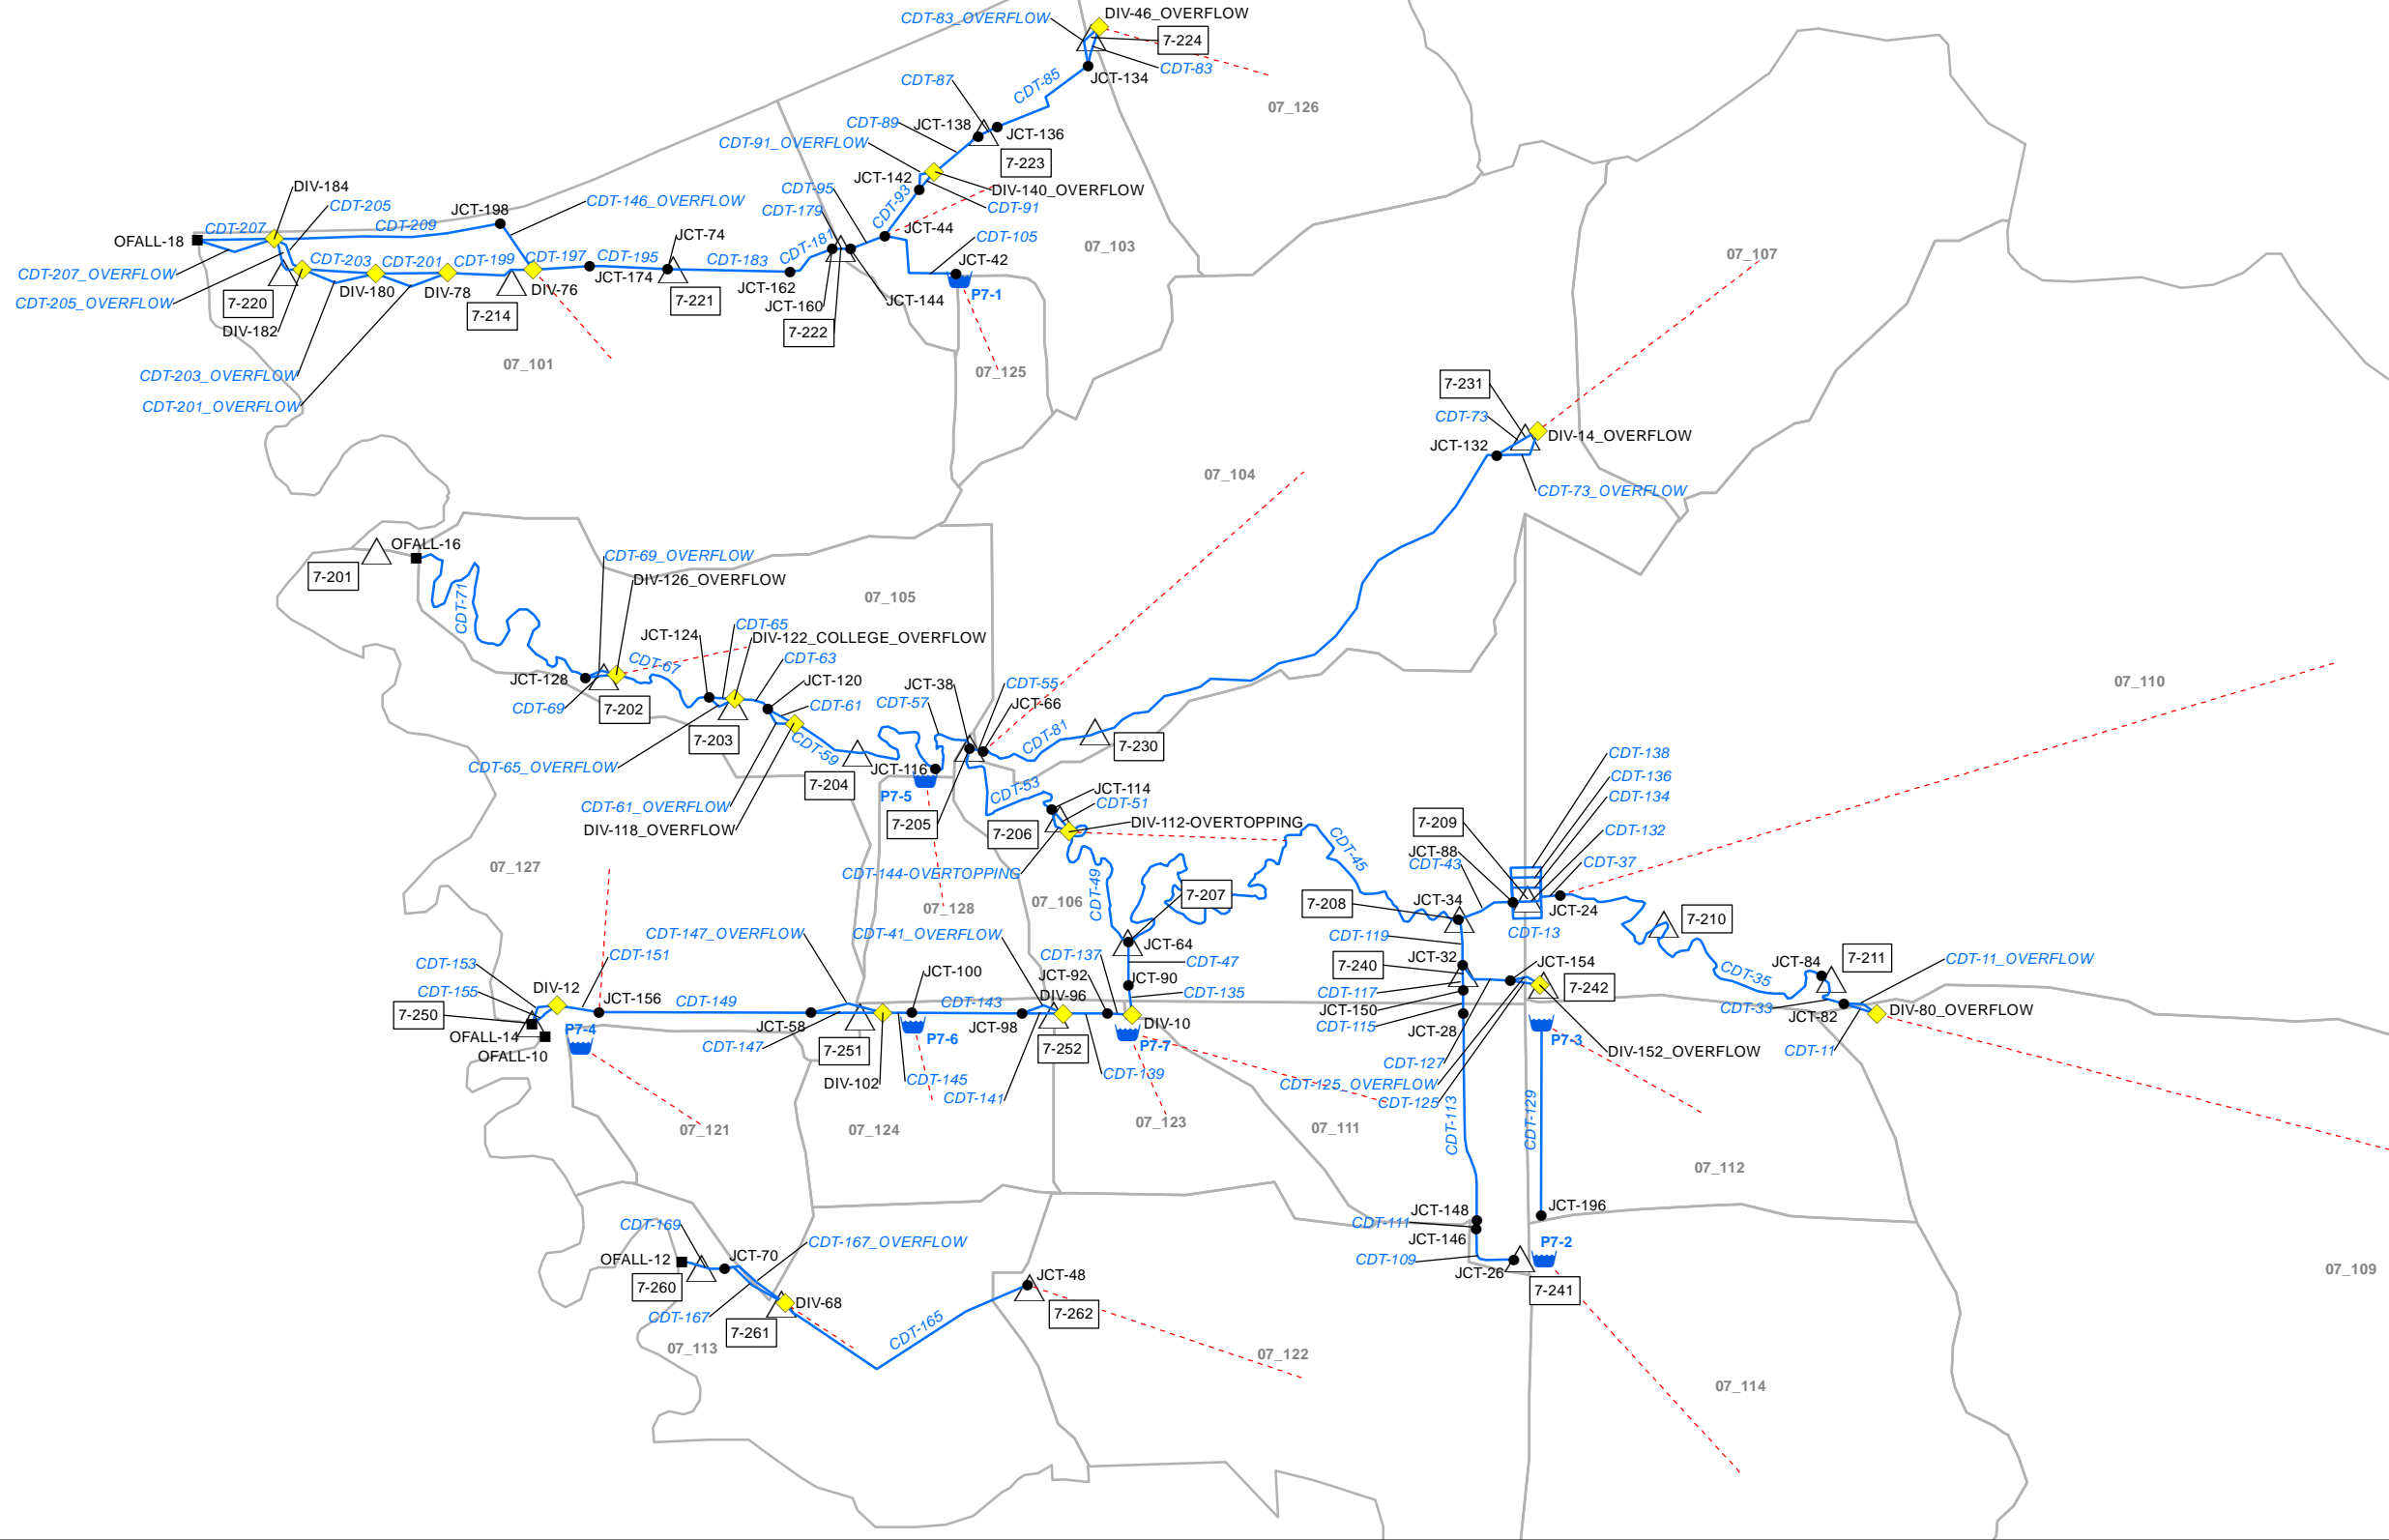 DIV-46_OVERFLOW
CDT-83_OVERFLOW
7-224
CDT-83
JCT-134
CDT-87
CDT-85
07_126
CDT-89
JCT-138
JCT-136
CDT-91_OVERFLOW
7-223
JCT-142
DIV-184
CDT-95
CDT-93
DIV-140_OVERFLOW
CDT-205
CDT-146_OVERFLOW
CDT-91
JCT-198
CDT-179
CDT-207
CDT-209
JCT-44
OFALL-18
CDT-181
CDT-105
JCT-74
07_103
07_107
CDT-203
CDT-201
CDT-199
CDT-197
CDT-195
CDT-183
JCT-42
CDT-207_OVERFLOW
JCT-174
JCT-162
DIV-180
DIV-78
DIV-76
P7-1
CDT-205_OVERFLOW
7-220
7-221
JCT-160
JCT-144
7-214
DIV-182
7-222
07_101
07_125
CDT-203_OVERFLOW
7-231
CDT-201_OVERFLOW
CDT-73
DIV-14_OVERFLOW
JCT-132
07_104
CDT-73_OVERFLOW
OFALL-16
CDT-69_OVERFLOW
7-201
DIV-126_OVERFLOW
07_105
CDT-71
CDT-65
JCT-124
DIV-122_COLLEGE_OVERFLOW
CDT-67
CDT-63
JCT-128
JCT-120
JCT-38
CDT-55
07_110
CDT-69
7-202
CDT-61
CDT-57
JCT-66
7-203
CDT-59
CDT-81
7-230
CDT-65_OVERFLOW
JCT-116
CDT-138
7-204
P7-5
CDT-53
CDT-136
JCT-114
CDT-134
CDT-61_OVERFLOW
CDT-51
7-205
7-206
DIV-112-OVERTOPPING
7-209
DIV-118_OVERFLOW
CDT-132
CDT-45
JCT-88
CDT-43
CDT-37
07_127
CDT-144-OVERTOPPING
CDT-49
7-207
07_128
07_106
7-208
JCT-34
JCT-24
7-210
CDT-147_OVERFLOW
CDT-41_OVERFLOW
CDT-119
CDT-13
JCT-64
CDT-153
CDT-151
CDT-137
CDT-47
7-240
JCT-32
JCT-154
JCT-84
7-211
CDT-11_OVERFLOW
JCT-100
JCT-92
JCT-90
CDT-35
CDT-155
DIV-12
JCT-156
CDT-149
CDT-143
DIV-96
CDT-135
CDT-117
7-242
7-250
JCT-150
CDT-33
JCT-82
DIV-80_OVERFLOW
OFALL-14
P7-4
JCT-58
JCT-98
DIV-10
CDT-115
JCT-28
P7-3
OFALL-10
CDT-147
7-251
P7-6
7-252
P7-7
CDT-127
DIV-152_OVERFLOW
CDT-11
DIV-102
CDT-145
CDT-139
CDT-125_OVERFLOW
CDT-141
CDT-125
07_121
07_124
07_123
07_111
CDT-113
CDT-129
07_112
JCT-148
JCT-196
CDT-169
CDT-111
JCT-146
CDT-167_OVERFLOW
P7-2
OFALL-12
JCT-70
CDT-109
JCT-26
07_109
JCT-48
7-260
DIV-68
7-241
CDT-167
7-262
7-261
CDT-165
07_113
07_122
07_114